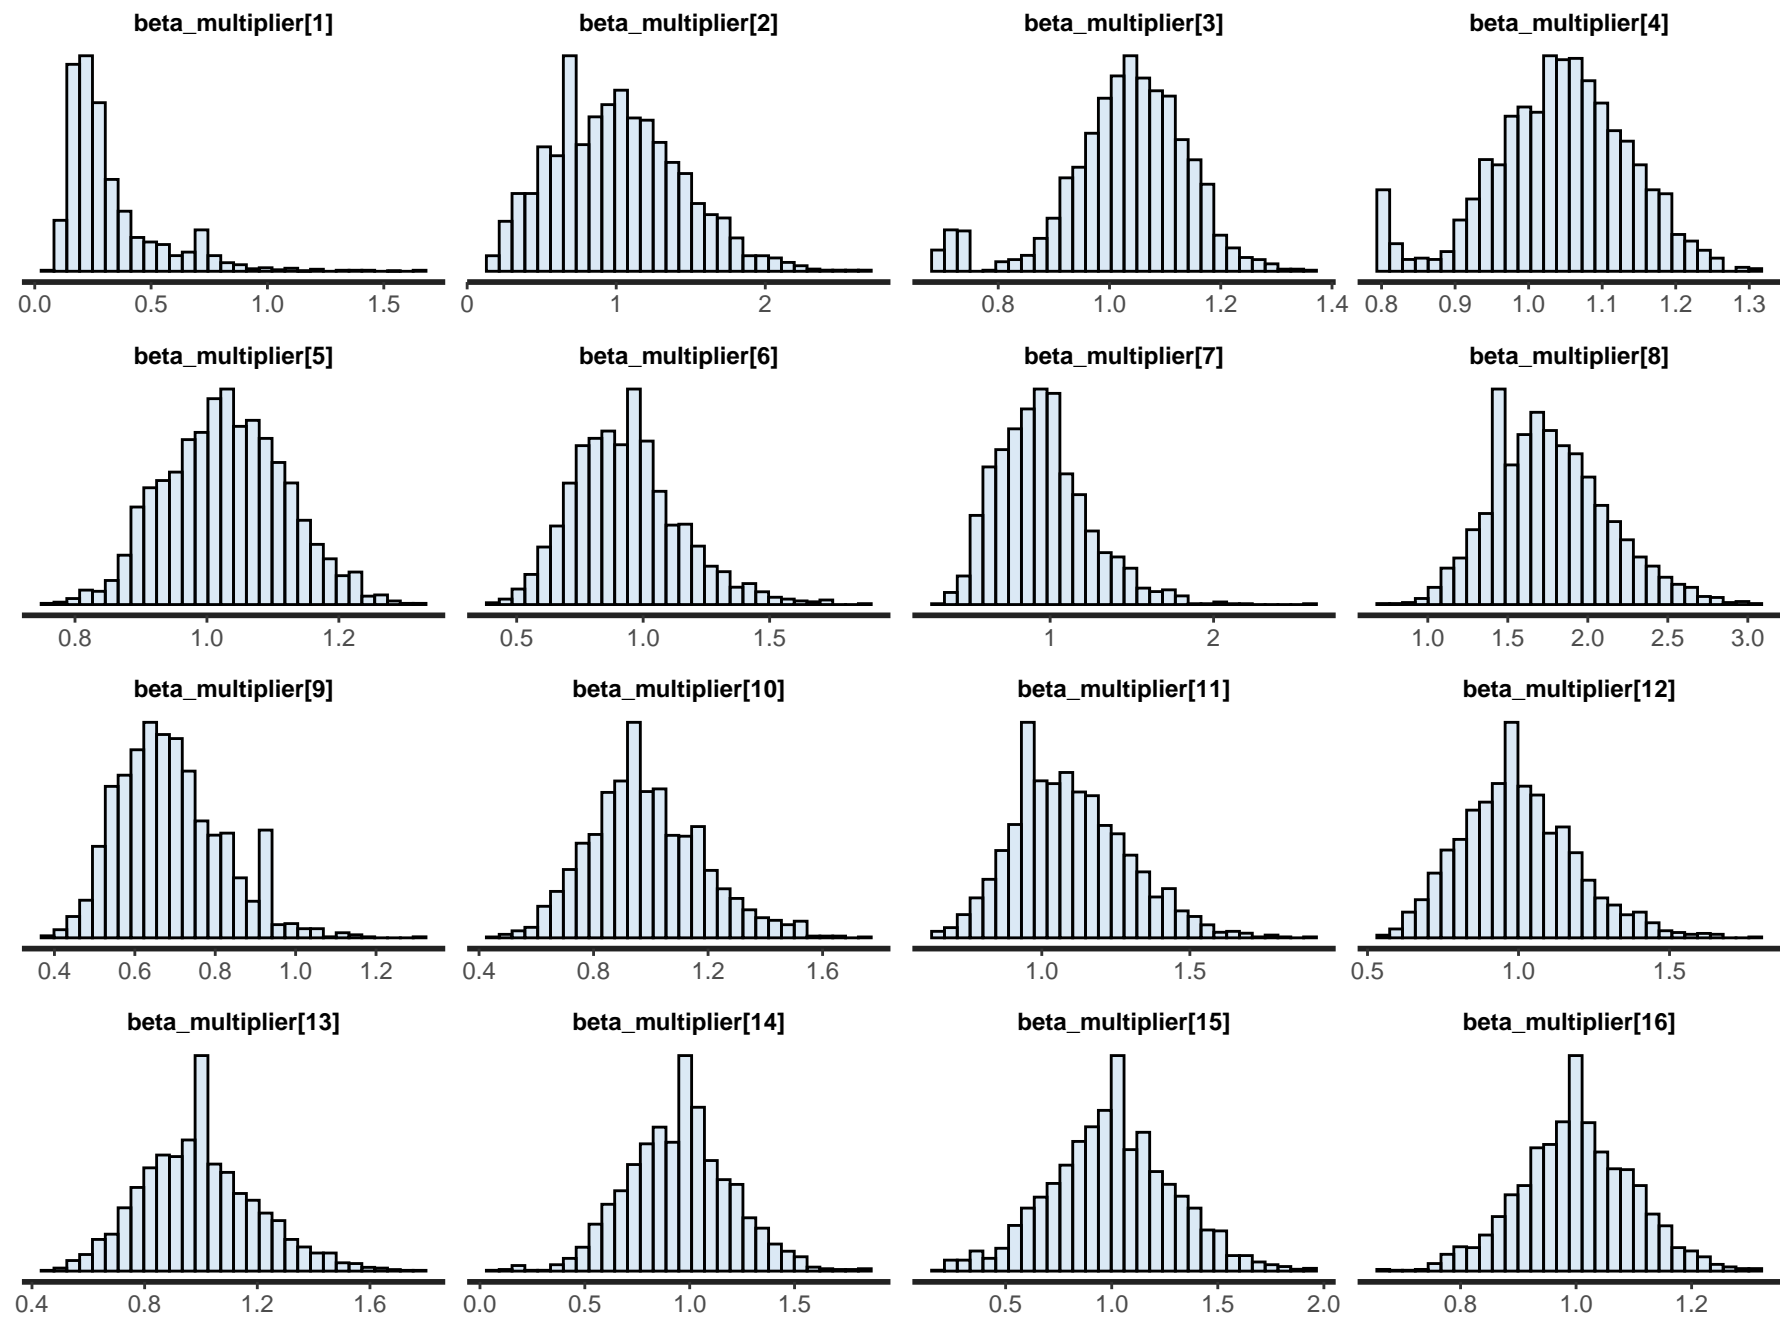 beta_multiplier[1] beta_multiplier[2] beta_multiplier[3] beta_multiplier[4]
0.0 0.5 1.0 1.5 0 1 2 0.8 1.0 1.2 1.4 0.8 0.9 1.0 1.1 1.2 1.3
beta_multiplier[5] beta_multiplier[6] beta_multiplier[7] beta_multiplier[8]
0.8 1.0 1.2 0.5 1.0 1.5 1 2 1.0 1.5 2.0 2.5 3.0
beta_multiplier[9] beta_multiplier[10] beta_multiplier[11] beta_multiplier[12]
0.4 0.6 0.8 1.0 1.2 0.4 0.8 1.2 1.6 1.0 1.5 0.5 1.0 1.5
beta_multiplier[13] beta_multiplier[14] beta_multiplier[15] beta_multiplier[16]
0.4 0.8 1.2 1.6 0.0 0.5 1.0 1.5 0.5 1.0 1.5 2.0 0.8 1.0 1.2